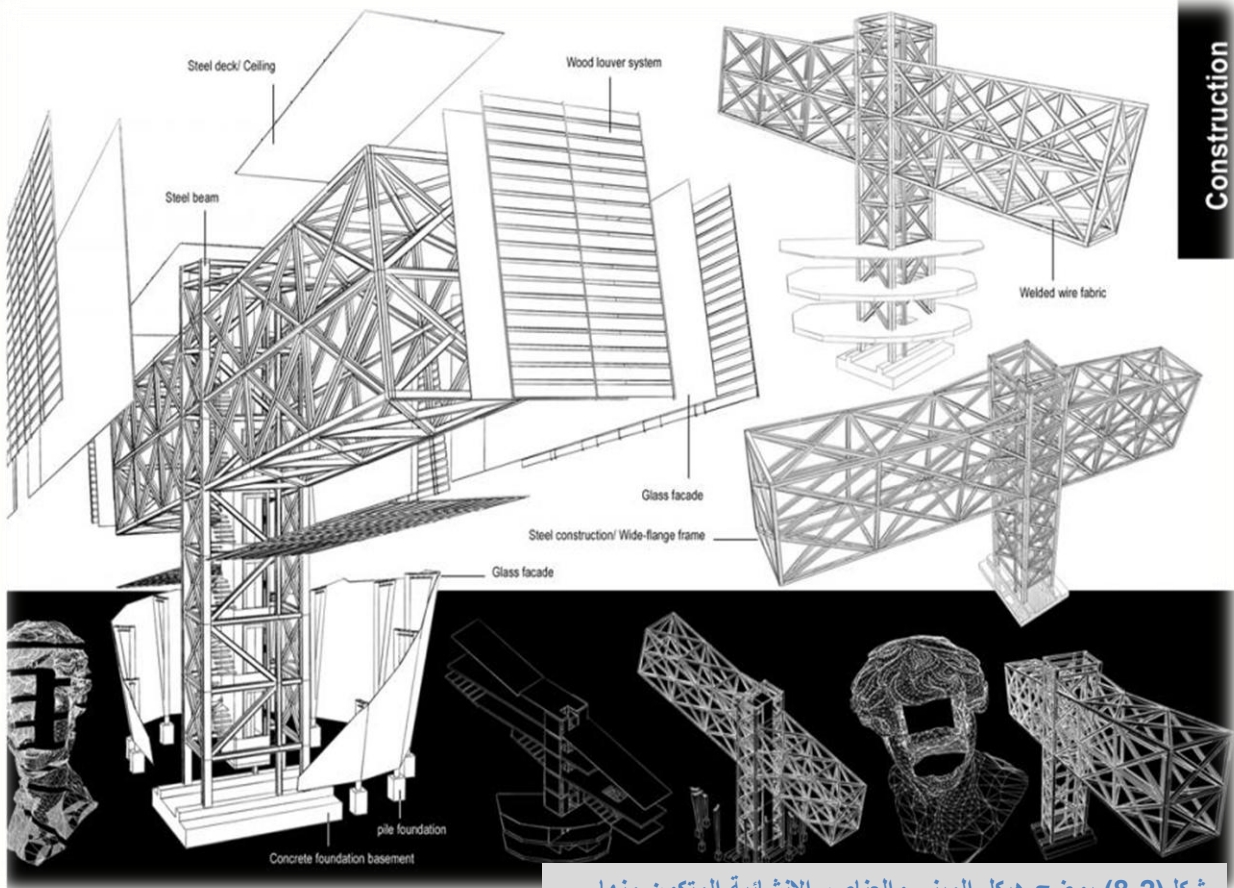 Construction
Steel deck/ Ceiling
Wood louver system
Steel beam
Welded wire fabric
Glass facade
Steel construction/ Wide-flange frame
Glass facade
pile foundation
Concrete foundation basement
شكل(2-8) يوضح هيكل المبنى والعناصر الإنشائية المتكون منها